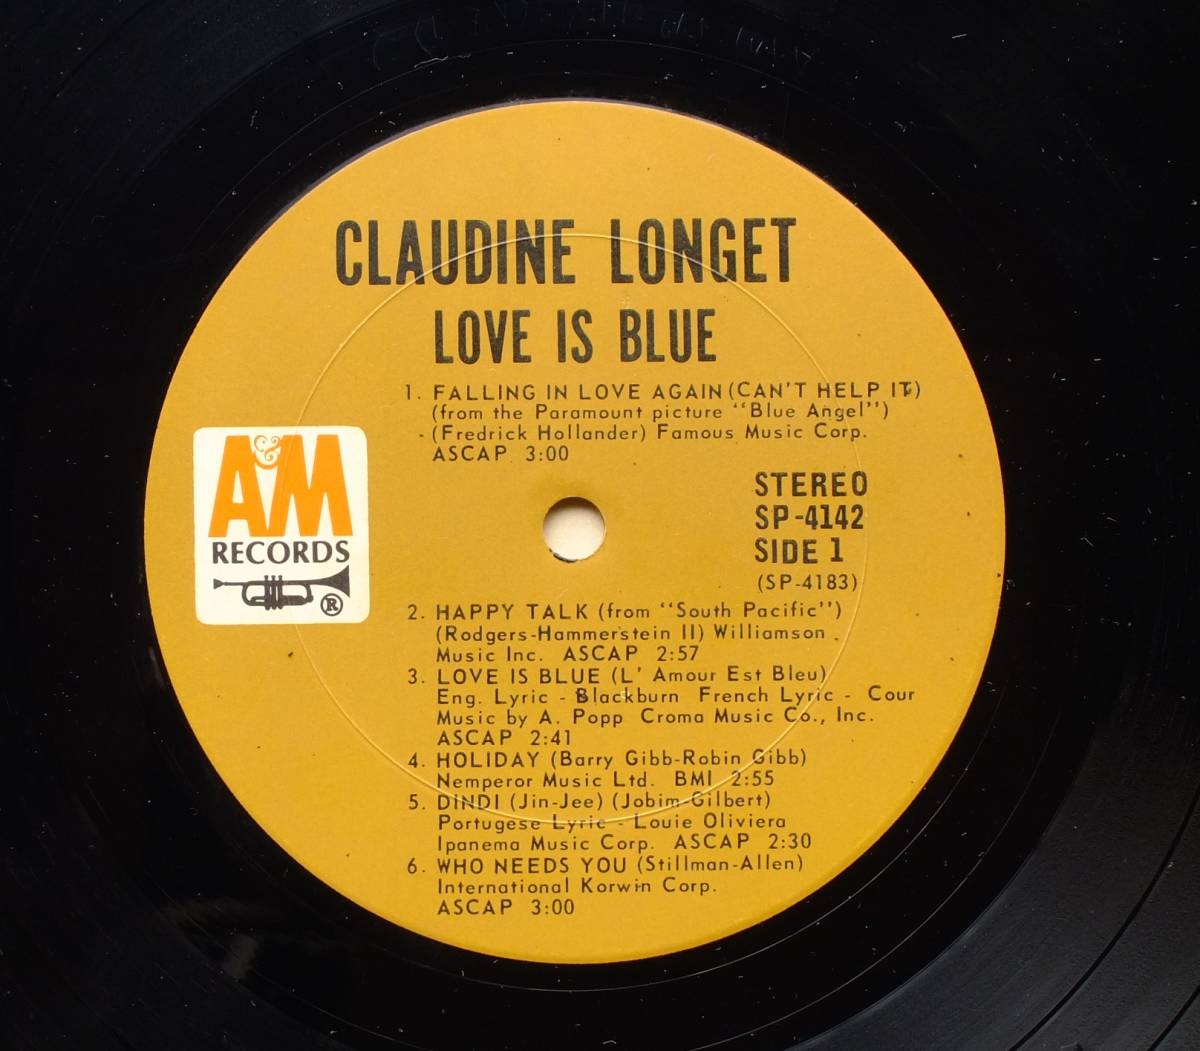 CLAUDINE LONGET
LOVE IS BLUE
1. FALLING IN LOVE AGAIN (CAN'T HELP IT)
(from the Paramount picture "Blue Angel")
(Fredrick Hollander) Famous Music Corp.
ASCAP 3:00
A&M
RECORDS
®
STEREO
SP-4142
SIDE 1
(SP-4183)
2. HAPPY TALK (from "South Pacific")
(Rodgers-Hammerstein II) Williamson
Music Inc. ASCAP 2:57
3. LOVE IS BLUE (L' Amour Est Bleu)
Eng. Lyric - Blackburn French Lyric - Cour
Music by A. Popp Croma Music Co., Inc.
ASCAP 2:41
4. HOLIDAY (Barry Gibb-Robin Gibb)
Nemperor Music Ltd. BMI 2:55
5. DINDI (Jin-Jee) (Jobim-Gilbert)
Portugese Lyric - Louie Oliviera
Ipanema Music Corp. ASCAP 2:30
6. WHO NEEDS YOU (Stillman-Allen)
International Korwin Corp.
ASCAP 3:00